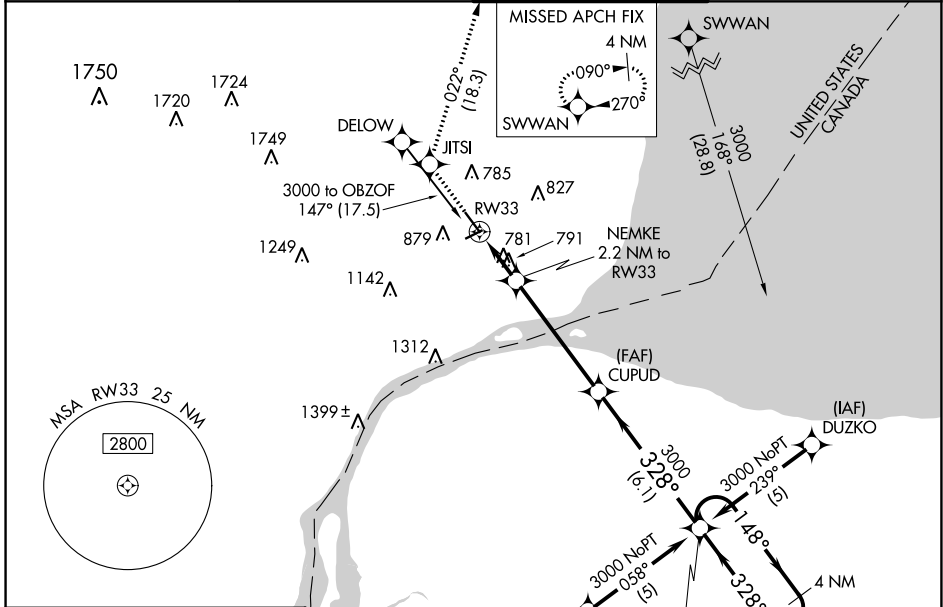 MISSED APCH FIX
4 NM
090°
270°
SWWAN
SWWAN
3000
168°
(28.8)
UNITED STATES
CANADA
022°
(18.3)
1750
1720
1724
1749
DELOW
JITSI
785
827
3000 to OBZOF
147° (17.5)
RW33
879
781
791
NEMKE
2.2 NM to
RW33
1249
1142
1312
1399 ±
(FAF)
CUPUD
(IAF)
DUZKO
MSA RW33 25 NM
2800
3000
328°
(6.1)
3000 NoPT
239°
(5)
148°
3000 NoPT
058°
(5)
328°
4 NM